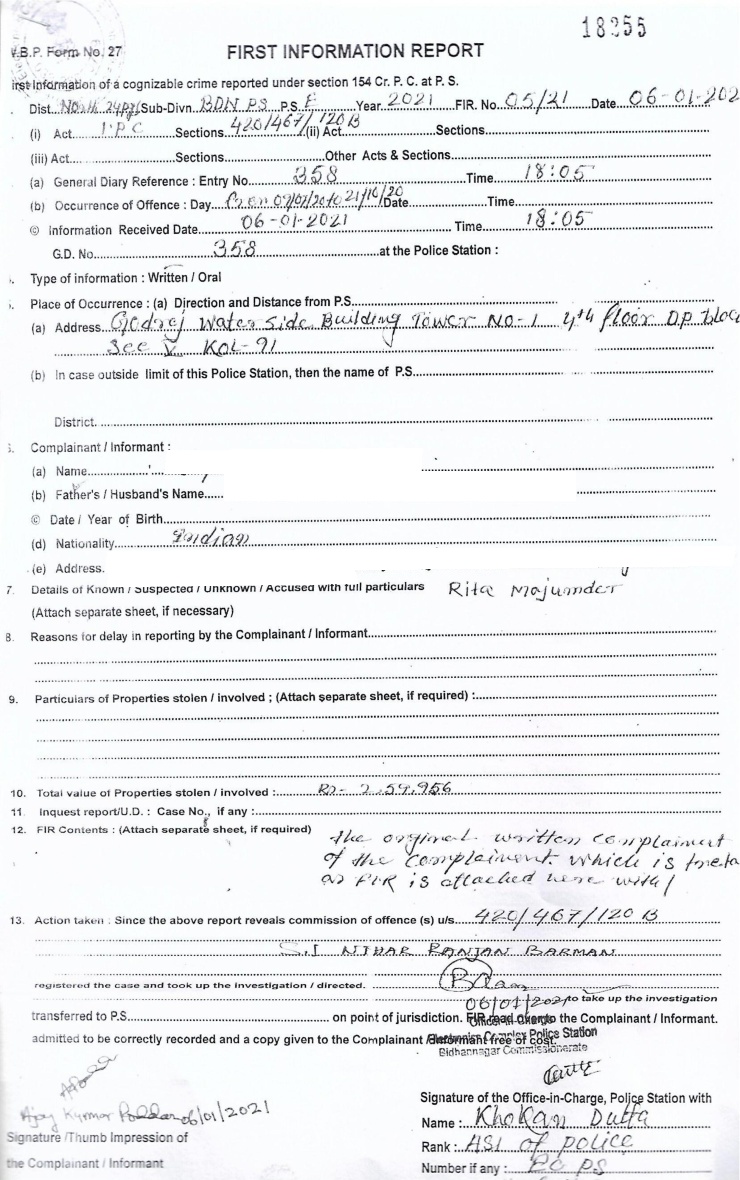 18255
W.B.P. Form No. 27
FIRST INFORMATION REPORT
irst Information of a cognizable crime reported under section 154 Cr. P. C. at P. S.
Dist. North 24 Pgs Sub-Divn. BDN PS P.S. E Year 2021 FIR. No 05/21 Date 06-01-202
(i) Act I.P.C Sections 420/467/120B (ii) Act Sections
(iii) Act Sections Other Acts & Sections
(a) General Diary Reference : Entry No. 358 Time 18:05
(b) Occurrence of Offence : Day 21/10/20 Date Time
© Information Received Date 06-01-2021 Time 18:05
G.D. No. 358 at the Police Station :
Type of information : Written / Oral
Place of Occurrence : (a) Direction and Distance from P.S.
(a) Address Godrej Water Side Building Tower No-1 4th floor D.P. bloc
Sec V KOL-91
(b) In case outside limit of this Police Station, then the name of P.S.
District.
Complainant / Informant :
(a) Name
(b) Father's / Husband's Name
© Date / Year of Birth
(d) Nationality Indian
(e) Address.
7. Details of Known / Suspected / Unknown / Accused with full particulars Rita Majumder
(Attach separate sheet, if necessary)
8. Reasons for delay in reporting by the Complainant / Informant
9. Particulars of Properties stolen / involved ; (Attach separate sheet, if required) :
10. Total value of Properties stolen / involved : Rs- 2,59,956
11. Inquest report/U.D. : Case No., if any :
12. FIR Contents : (Attach separate sheet, if required) the orginal written complainent
of the complainent which is treta
as FIR is attached here with/
13. Action taken : Since the above report reveals commission of offence (s) u/s 420/467/120 B
S.I NIHAR RANJAN BARMAN
registered the case and took up the investigation / directed.
06/01/2021 to take up the investigation
transferred to P.S. on point of jurisdiction. FIR read over to the Complainant / Informant.
Officer-in-Charge
admitted to be correctly recorded and a copy given to the Complainant / Informant free of cost.
Electronics Complex Police Station
Bidhannagar Commissionerate
Signature of the Office-in-Charge, Police Station with
Ajay Kumar Poddar 06/01/2021
Name : Khokan Dutta
Signature /Thumb Impression of
Rank : ASI of police
the Complainant / Informant
Number if any : EC PS